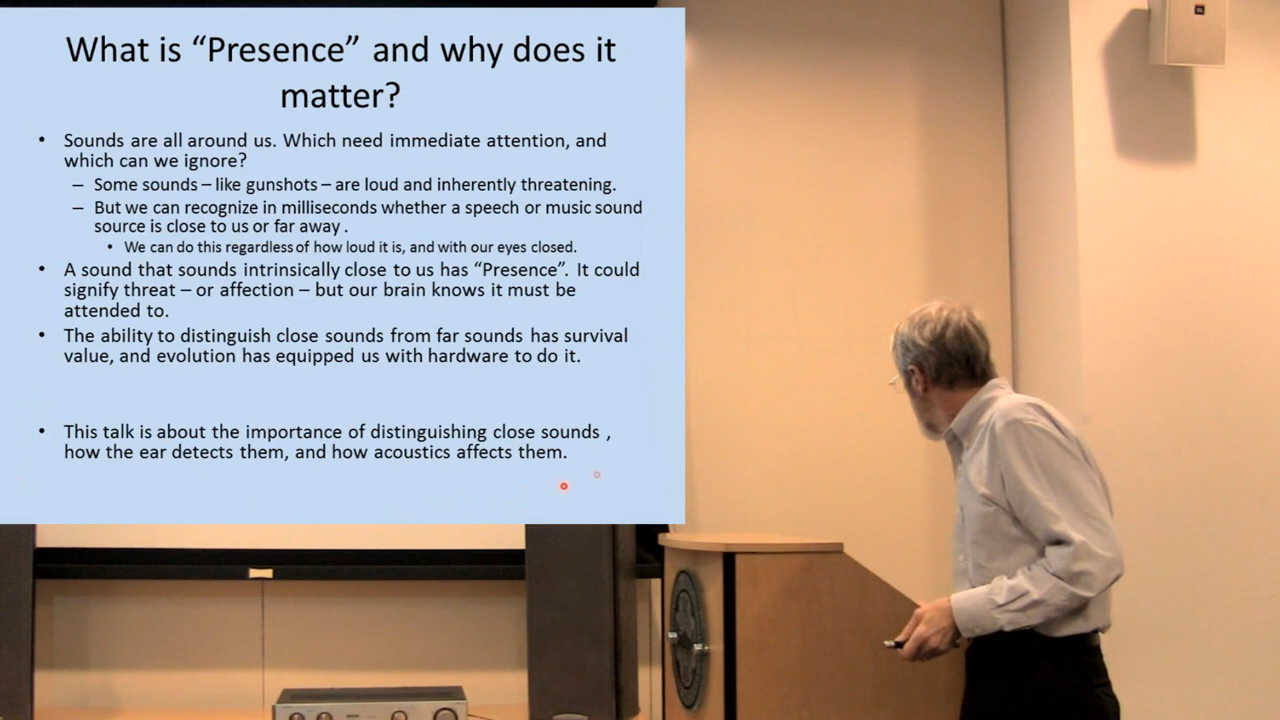 What is “Presence” and why does it
matter?
• Sounds are all around us. Which need immediate attention, and
which can we ignore?
– Some sounds – like gunshots – are loud and inherently threatening.
– But we can recognize in milliseconds whether a speech or music sound
source is close to us or far away .
• We can do this regardless of how loud it is, and with our eyes closed.
• A sound that sounds intrinsically close to us has “Presence”. It could
signify threat – or affection – but our brain knows it must be
attended to.
• The ability to distinguish close sounds from far sounds has survival
value, and evolution has equipped us with hardware to do it.
• This talk is about the importance of distinguishing close sounds ,
how the ear detects them, and how acoustics affects them.